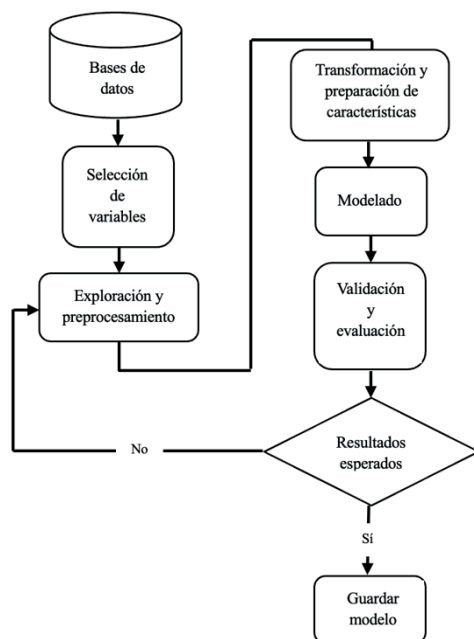 Bases de
datos
Selección
de
variables
Exploración y
preprocesamiento
Transformación y
preparación de
características
Modelado
Validación
y
evaluación
Resultados
esperados
No
Sí
Guardar
modelo